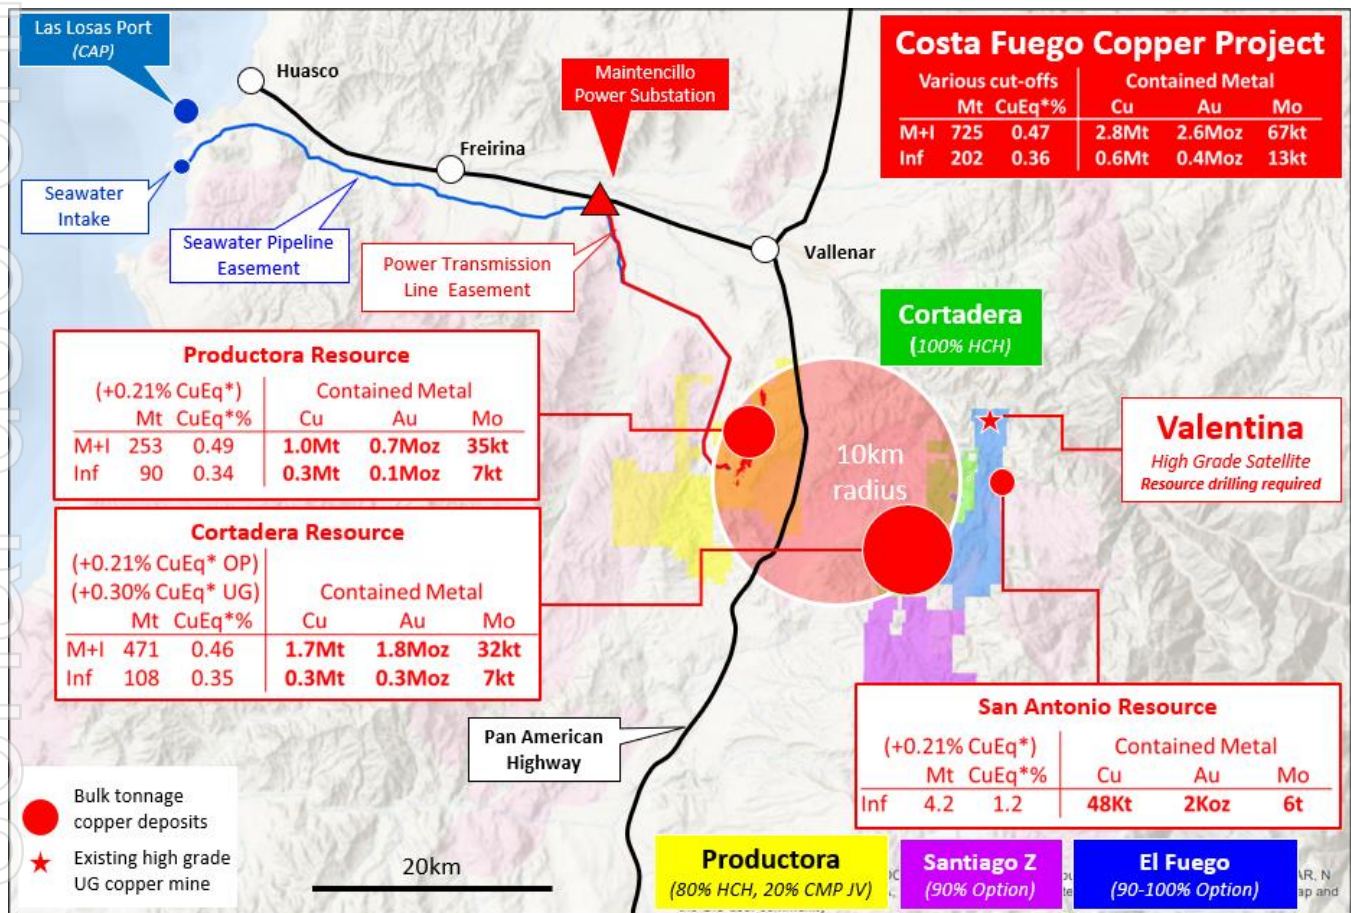 Las Losas Port
(CAP)
Huasco
Maintencillo
Power Substation
Costa Fuego Copper Project
Various cut-offs Contained Metal
Mt CuEq*% Cu Au Mo
M+I 725 0.47 2.8Mt 2.6Moz 67kt
Inf 202 0.36 0.6Mt 0.4Moz 13kt
Freirina
Seawater
Intake
Seawater Pipeline
Easement
Power Transmission
Line Easement
Vallenar
Cortadera
(100% HCH)
Productora Resource
(+0.21% CuEq*) Contained Metal
Mt CuEq*% Cu Au Mo
M+I 253 0.49 1.0Mt 0.7Moz 35kt
Inf 90 0.34 0.3Mt 0.1Moz 7kt
10km
radius
Valentina
High Grade Satellite
Resource drilling required
Cortadera Resource
(+0.21% CuEq* OP)
(+0.30% CuEq* UG) Contained Metal
Mt CuEq*% Cu Au Mo
M+I 471 0.46 1.7Mt 1.8Moz 32kt
Inf 108 0.35 0.3Mt 0.3Moz 7kt
Pan American
Highway
San Antonio Resource
(+0.21% CuEq*) Contained Metal
Mt CuEq*% Cu Au Mo
Inf 4.2 1.2 48Kt 2Koz 6t
Bulk tonnage
copper deposits
Existing high grade
UG copper mine
20km
Productora
(80% HCH, 20% CMP JV)
Santiago Z
(90% Option)
El Fuego
(90-100% Option)